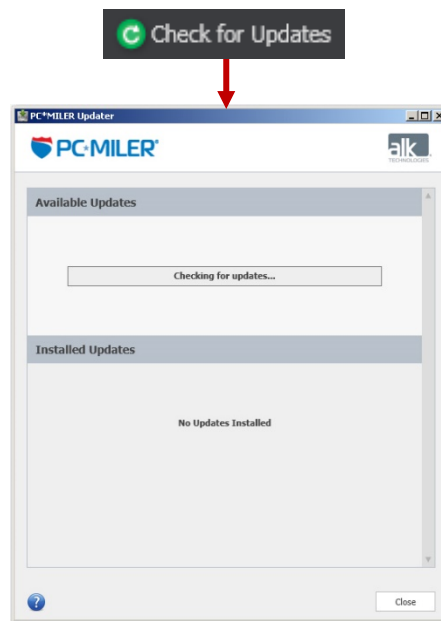 Check for Updates
PC*MILER Updater
PC*MILER®
alk
TECHNOLOGIES
Available Updates
Checking for updates...
Installed Updates
No Updates Installed
?
Close